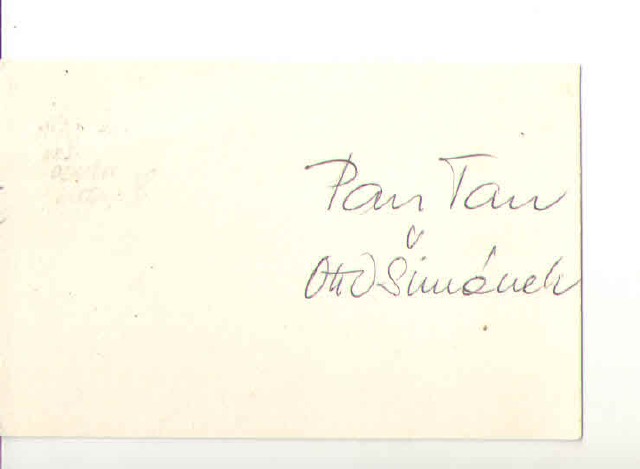 Pan Tau
Otto Šimánek